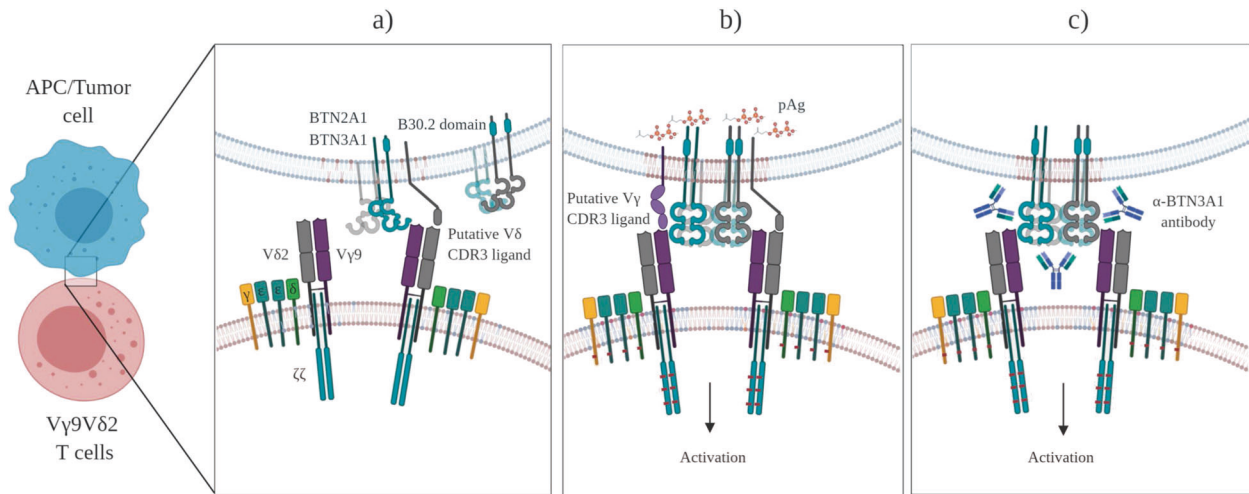 a)
b)
c)
APC/Tumor
cell
Vγ9Vδ2
T cells
BTN2A1
BTN3A1
B30.2 domain
Vδ2
Vγ9
Putative Vδ
CDR3 ligand
γ
ε
ε
δ
ζζ
pAg
Putative Vγ
CDR3 ligand
Activation
α-BTN3A1
antibody
Activation